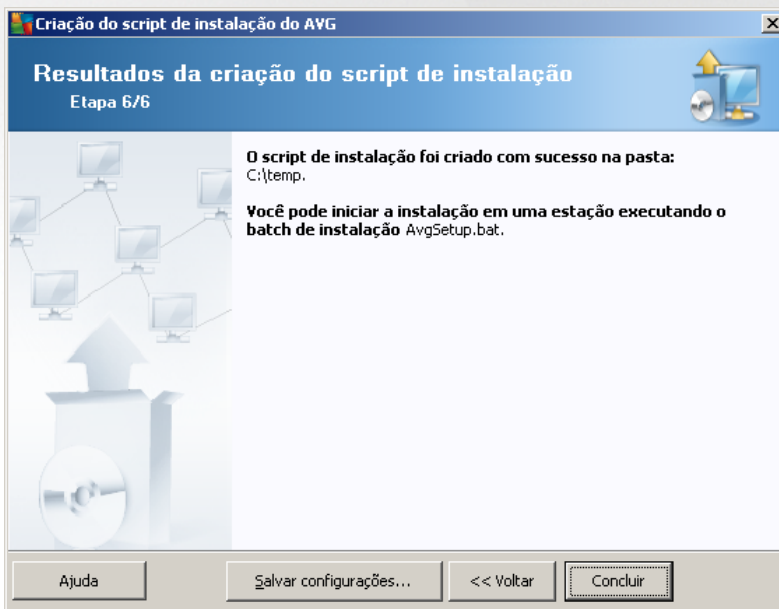 Criação do script de instalação do AVG
Resultados da criação do script de instalação
Etapa 6/6
O script de instalação foi criado com sucesso na pasta:
C:\temp.
Você pode iniciar a instalação em uma estação executando o
batch de instalação AvgSetup.bat.
Ajuda
Salvar configurações...
<< Voltar
Concluir